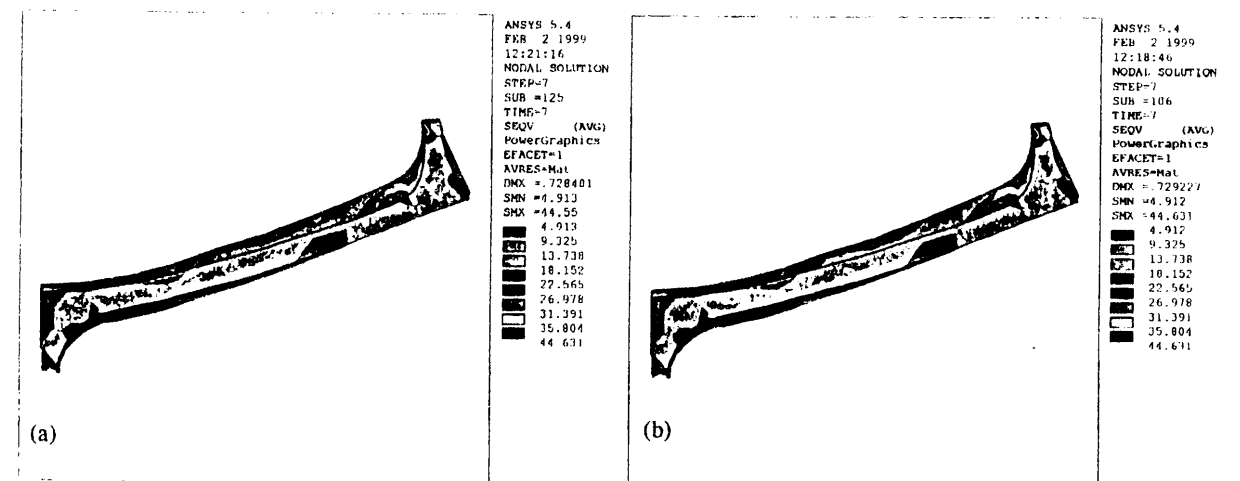 ANSYS 5.4
FEB 2 1999
12:21:16
NODAL SOLUTION
STEP=7
SUB =125
TIME=7
SEQV (AVG)
PowerGraphics
EFACET=1
AVRES=Mat
DMX =.728401
SMN =4.913
SMX =44.55
4.913
9.325
13.738
18.152
22.565
26.978
31.391
35.804
44.631
(a)
ANSYS 5.4
FEB 2 1999
12:18:46
NODAL SOLUTION
STEP=7
SUB =106
TIME=7
SEQV (AVG)
PowerGraphics
EFACET=1
AVRES=Mat
DMX =.729227
SMN =4.912
SMX =44.631
4.912
9.325
13.738
18.152
22.565
26.978
31.391
35.804
44.631
(b)